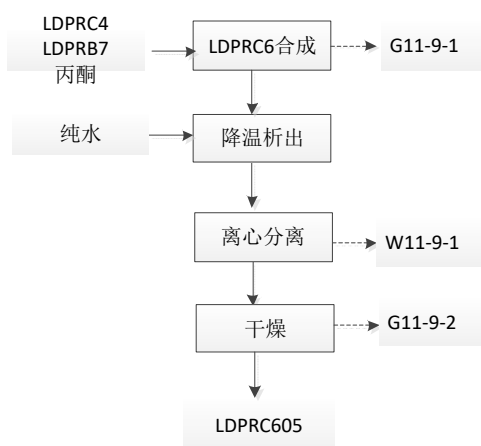 LDPRC4
LDPRB7
丙酮
LDPRC6合成
G11-9-1
纯水
降温析出
离心分离
W11-9-1
干燥
G11-9-2
LDPRC605